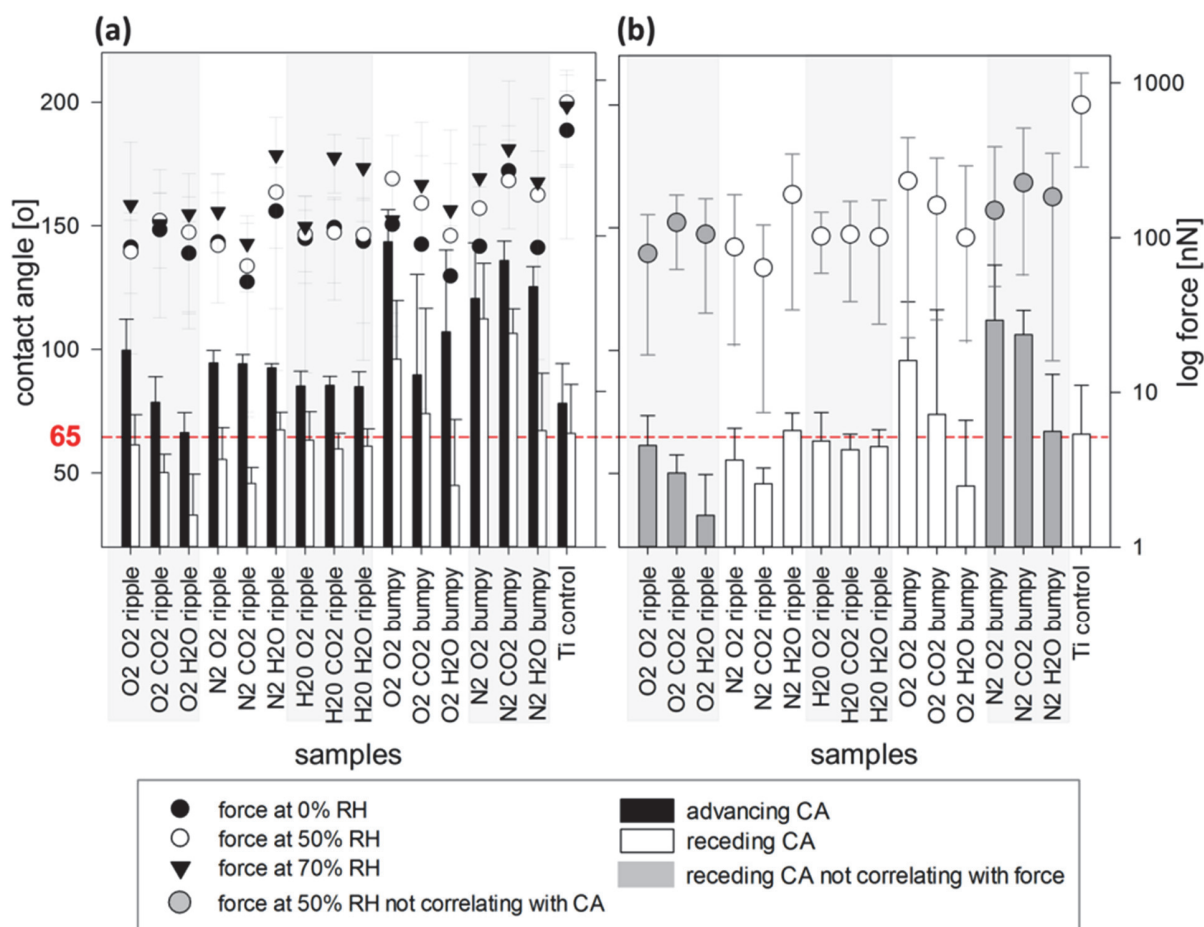 (a)
(b)
contact angle [o]
200
150
100
65
50
1000
100
10
1
log force [nN]
O2 O2 ripple
O2 CO2 ripple
O2 H2O ripple
N2 O2 ripple
N2 CO2 ripple
N2 H2O ripple
H20 O2 ripple
H20 CO2 ripple
H20 H2O ripple
O2 O2 bumpy
O2 CO2 bumpy
O2 H2O bumpy
N2 O2 bumpy
N2 CO2 bumpy
N2 H2O bumpy
Ti control
samples
O2 O2 ripple
O2 CO2 ripple
O2 H2O ripple
N2 O2 ripple
N2 CO2 ripple
N2 H2O ripple
H20 O2 ripple
H20 CO2 ripple
H20 H2O ripple
O2 O2 bumpy
O2 CO2 bumpy
O2 H2O bumpy
N2 O2 bumpy
N2 CO2 bumpy
N2 H2O bumpy
Ti control
samples
force at 0% RH
force at 50% RH
force at 70% RH
force at 50% RH not correlating with CA
advancing CA
receding CA
receding CA not correlating with force